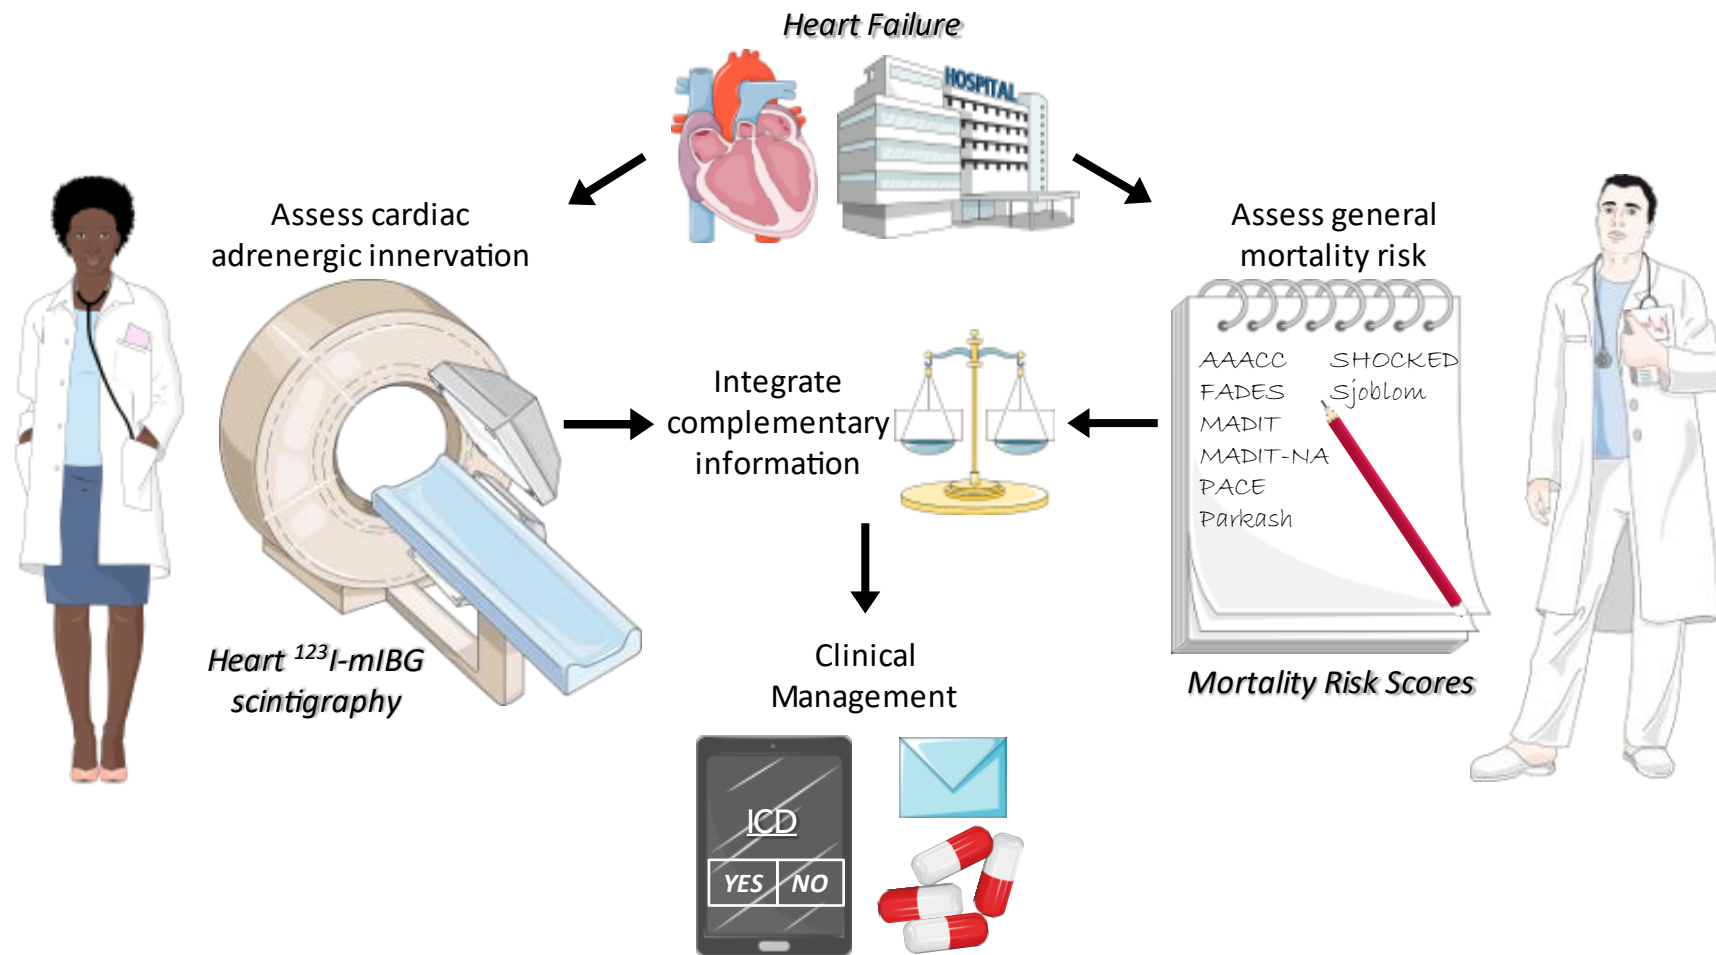 Heart Failure
HOSPITAL
Assess cardiac
adrenergic innervation
Assess general
mortality risk
AAACC SHOCKED
FADES Sjoblom
MADIT
MADIT-NA
PACE
Parkash
Integrate
complementary
information
Heart ¹²³I-mIBG
scintigraphy
Mortality Risk Scores
Clinical
Management
ICD
YES NO